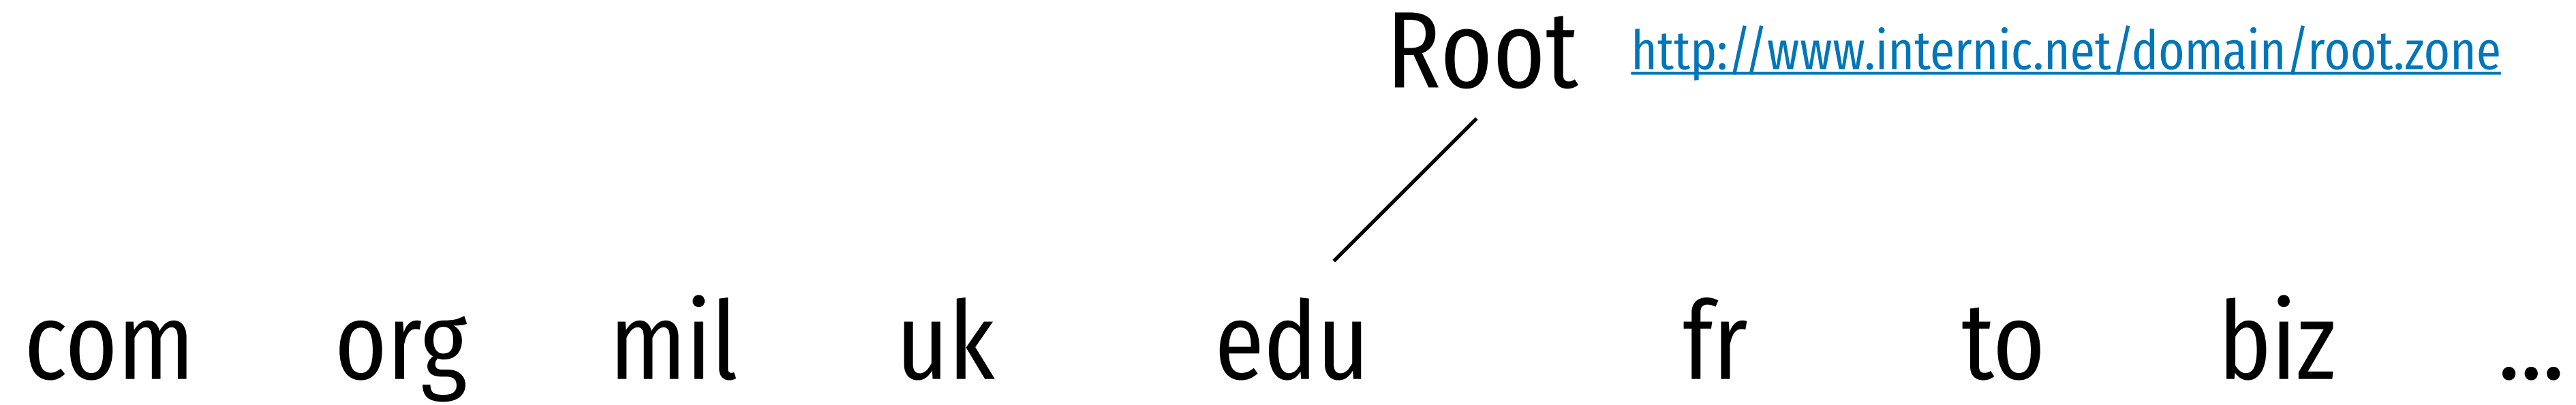 Root http://www.internic.net/domain/root.zone
com org mil uk edu fr to biz ...